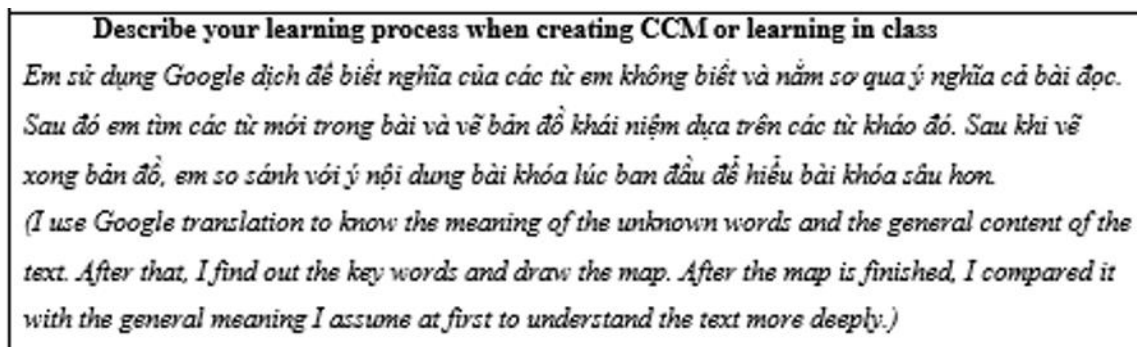 Describe your learning process when creating CCM or learning in class
Em sử dụng Google dịch để biết nghĩa của các từ em không biết và nắm sơ qua ý nghĩa cả bài đọc.
Sau đó em tìm các từ mới trong bài và vẽ bản đồ khái niệm dựa trên các từ kháo đó. Sau khi vẽ
xong bản đồ, em so sánh với ý nội dung bài khóa lúc ban đầu để hiểu bài khóa sâu hơn.
(I use Google translation to know the meaning of the unknown words and the general content of the
text. After that, I find out the key words and draw the map. After the map is finished, I compared it
with the general meaning I assume at first to understand the text more deeply.)